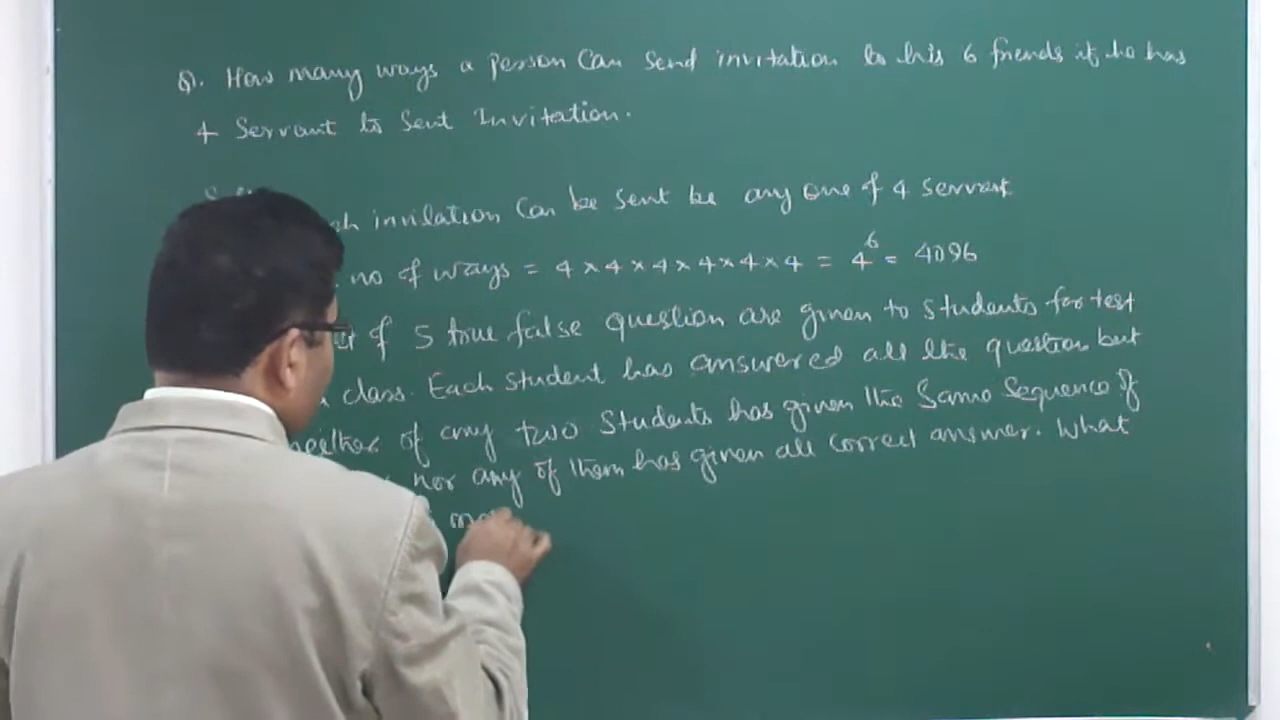 Q. How many ways a person Can Send invitation to his 6 friends if he has
4 Servant to Sent Invitation.
invitation Can be sent be any one of 4 servant
no of ways = 4 x 4 x 4 x 4 x 4 x 4 = 4^6 = 4096
of 5 true false question are given to students for test
class. Each student has answered all the question but
of any two Students has given the Same Sequence of
nor any of them has given all correct answer. What